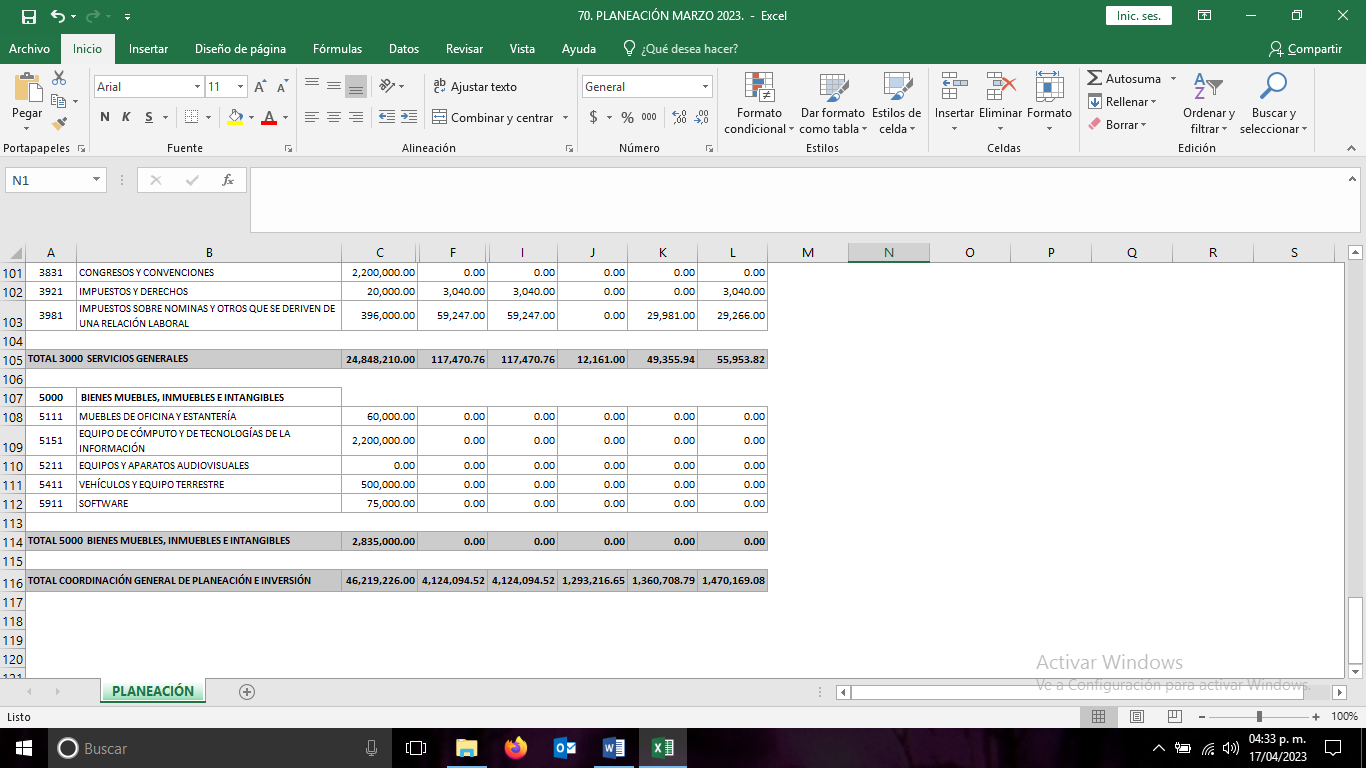 70. PLANEACIÓN MARZO 2023. - Excel
Inic. ses.
Archivo Inicio Insertar Diseño de página Fórmulas Datos Revisar Vista Ayuda ¿Qué desea hacer? Compartir
Pegar
Portapapeles
Arial 11
N K S
Fuente
Ajustar texto
Combinar y centrar
Alineación
General
$ % 000
Número
Formato condicional
Dar formato como tabla
Estilos de celda
Estilos
Insertar Eliminar Formato
Celdas
Autosuma
Rellenar
Borrar
Ordenar y filtrar
Buscar y seleccionar
Edición
N1
fx
A B C F I J K L M N O P Q R S
101 3831 CONGRESOS Y CONVENCIONES 2,200,000.00 0.00 0.00 0.00 0.00 0.00
102 3921 IMPUESTOS Y DERECHOS 20,000.00 3,040.00 3,040.00 0.00 0.00 3,040.00
103 3981 IMPUESTOS SOBRE NOMINAS Y OTROS QUE SE DERIVEN DE UNA RELACIÓN LABORAL 396,000.00 59,247.00 59,247.00 0.00 29,981.00 29,266.00
104
105 TOTAL 3000 SERVICIOS GENERALES 24,848,210.00 117,470.76 117,470.76 12,161.00 49,355.94 55,953.82
106
107 5000 BIENES MUEBLES, INMUEBLES E INTANGIBLES
108 5111 MUEBLES DE OFICINA Y ESTANTERÍA 60,000.00 0.00 0.00 0.00 0.00 0.00
109 5151 EQUIPO DE CÓMPUTO Y DE TECNOLOGÍAS DE LA INFORMACIÓN 2,200,000.00 0.00 0.00 0.00 0.00 0.00
110 5211 EQUIPOS Y APARATOS AUDIOVISUALES 0.00 0.00 0.00 0.00 0.00 0.00
111 5411 VEHÍCULOS Y EQUIPO TERRESTRE 500,000.00 0.00 0.00 0.00 0.00 0.00
112 5911 SOFTWARE 75,000.00 0.00 0.00 0.00 0.00 0.00
113
114 TOTAL 5000 BIENES MUEBLES, INMUEBLES E INTANGIBLES 2,835,000.00 0.00 0.00 0.00 0.00 0.00
115
116 TOTAL COORDINACIÓN GENERAL DE PLANEACIÓN E INVERSIÓN 46,219,226.00 4,124,094.52 4,124,094.52 1,293,216.65 1,360,708.79 1,470,169.08
117
118
119
120
121
Activar Windows
Ve a Configuración para activar Windows.
PLANEACIÓN
Listo
100%
Buscar
04:33 p. m.
17/04/2023